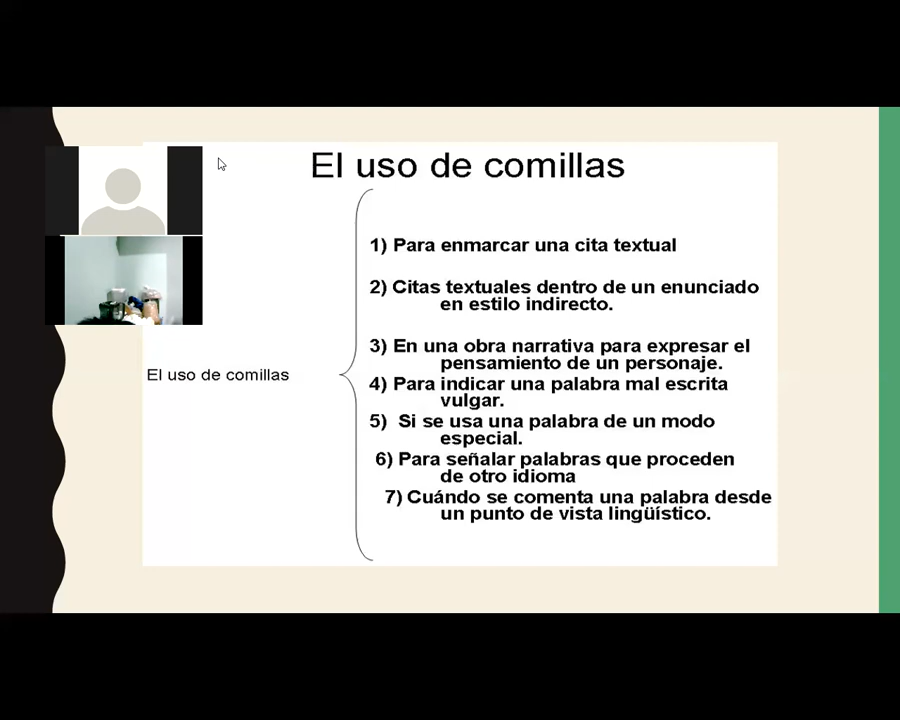 El uso de comillas
1) Para enmarcar una cita textual
2) Citas textuales dentro de un enunciado
en estilo indirecto.
3) En una obra narrativa para expresar el
pensamiento de un personaje.
El uso de comillas
4) Para indicar una palabra mal escrita
vulgar.
5) Si se usa una palabra de un modo
especial.
6) Para señalar palabras que proceden
de otro idioma
7) Cuándo se comenta una palabra desde
un punto de vista lingüístico.